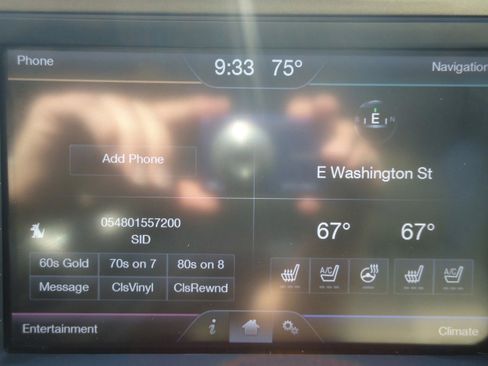 Phone
9:33 75°
Navigation
Add Phone
E
N
E Washington St
054801557200
SID
67° 67°
60s Gold 70s on 7 80s on 8
Message ClsVinyl ClsRewnd
A/C A/C
Entertainment
i
Climate